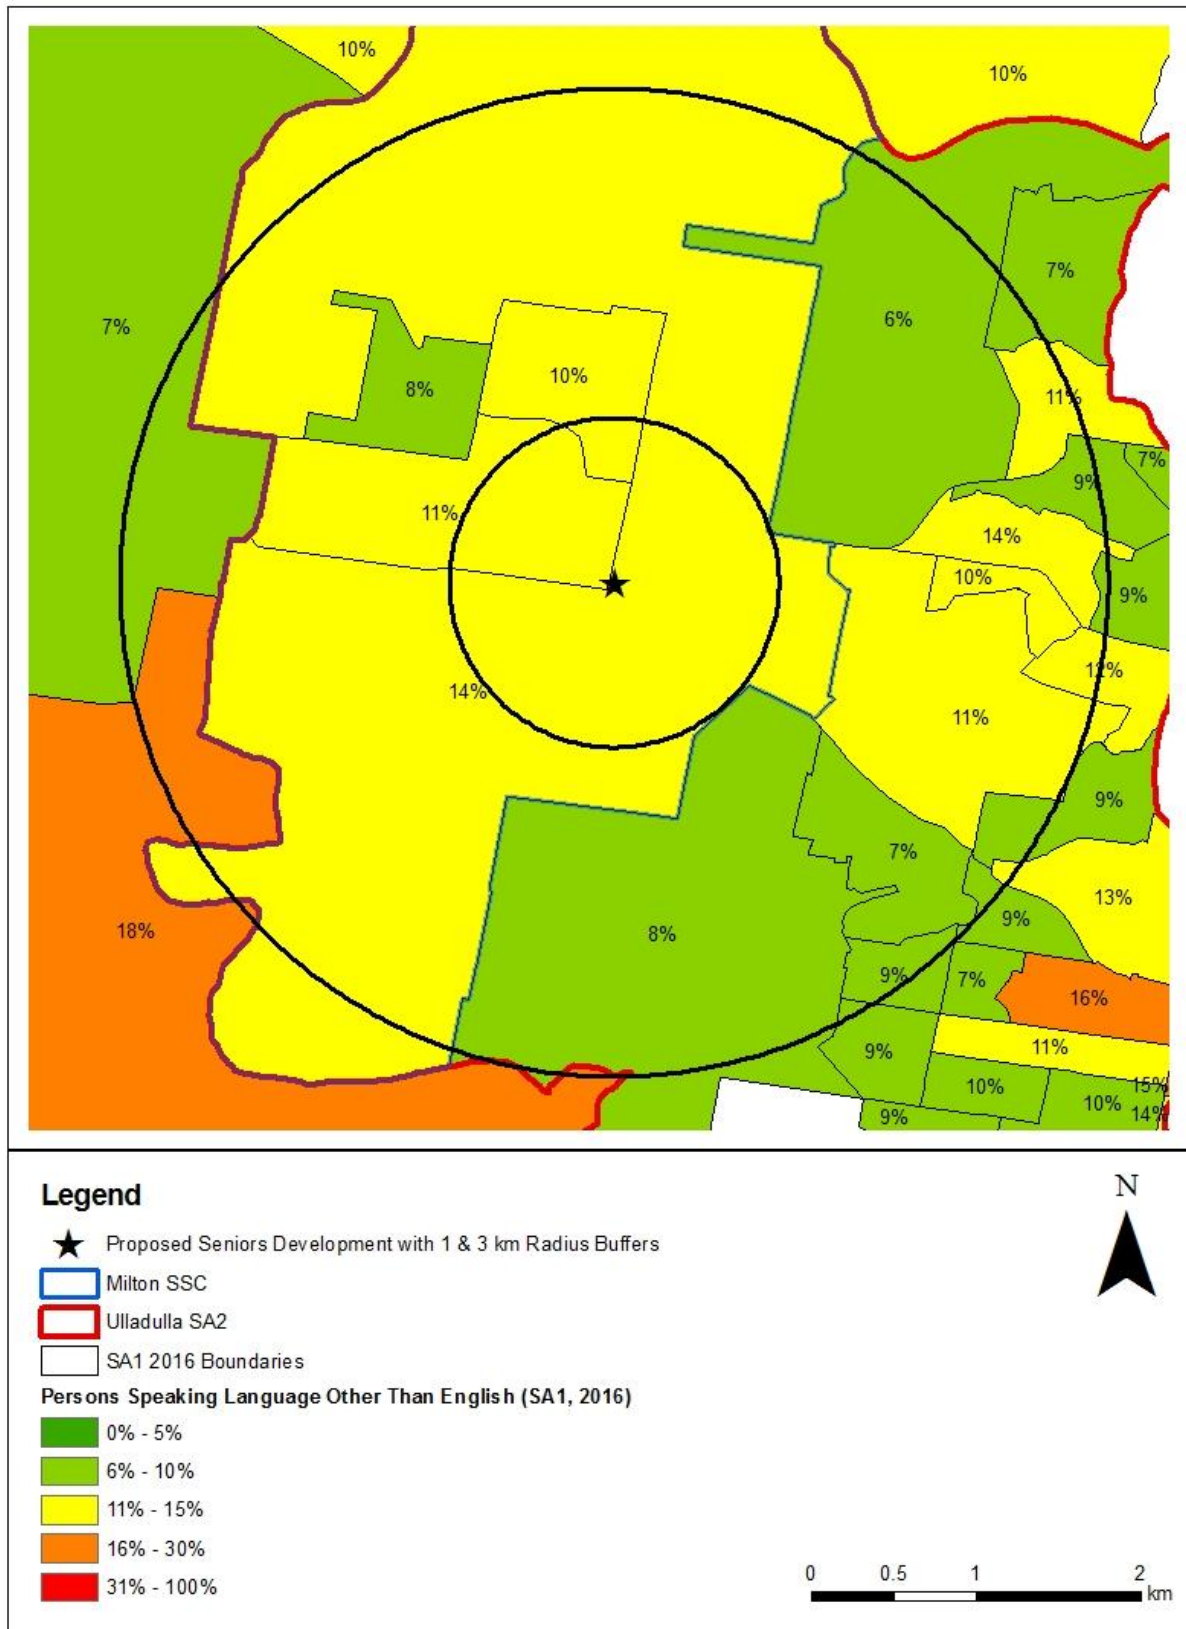 10%
10%
7%
7%
6%
11%
10%
8%
7%
9%
11%
14%
10%
9%
12%
14%
11%
9%
7%
13%
9%
18%
8%
9%
7%
16%
11%
9%
10%
15%
10%
14%
9%
Legend
N
Proposed Seniors Development with 1 & 3 km Radius Buffers
Milton SSC
Ulladulla SA2
SA1 2016 Boundaries
Persons Speaking Language Other Than English (SA1, 2016)
0% - 5%
6% - 10%
11% - 15%
16% - 30%
31% - 100%
0 0.5 1 2
km